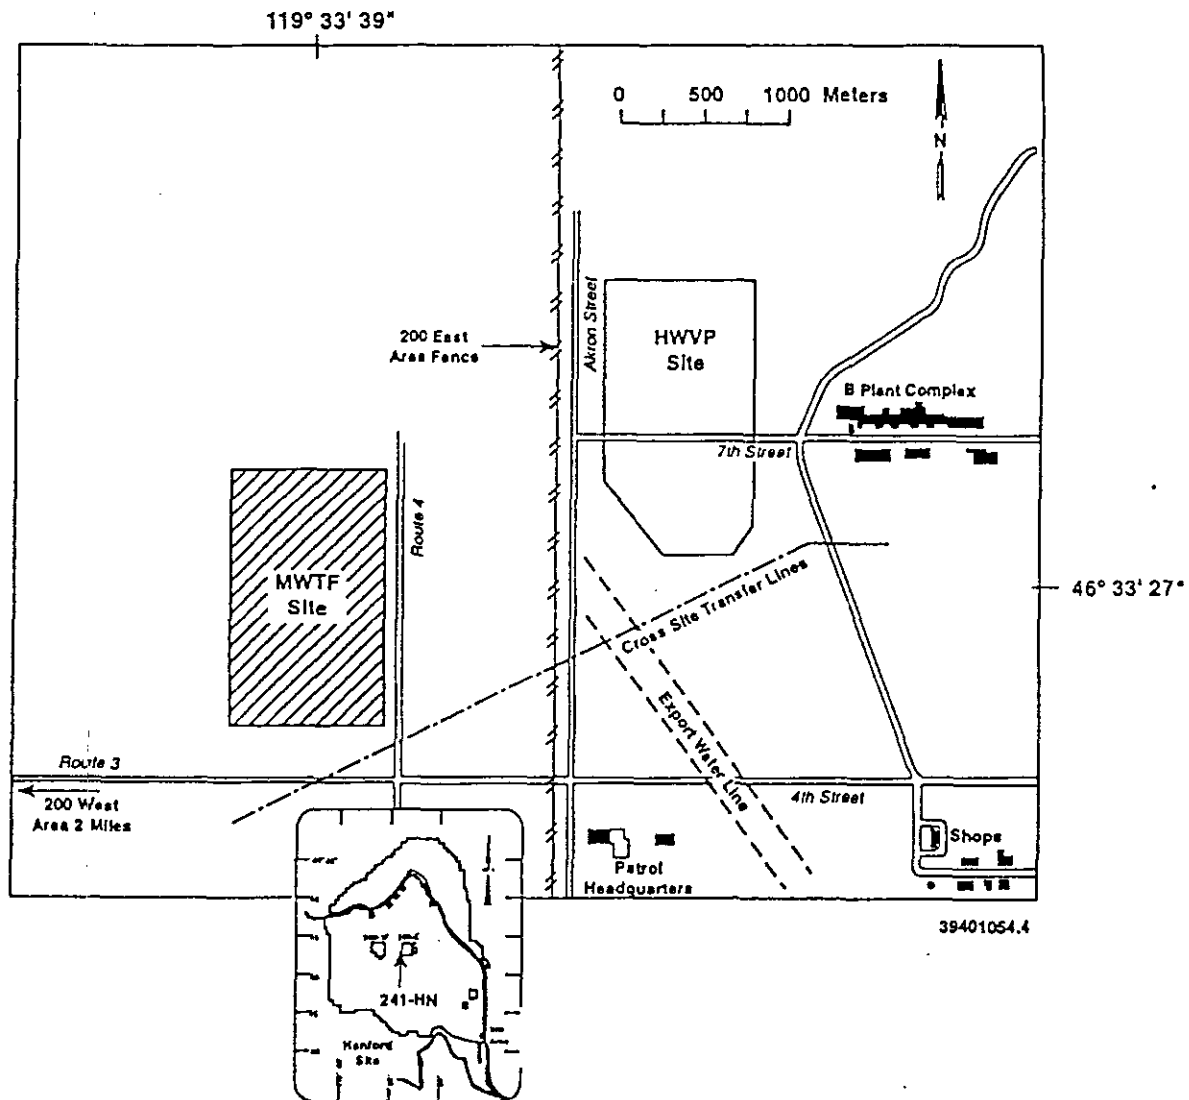 119° 33' 39"
0 500 1000 Meters
N
Akron Street
HWVP
Site
200 East
Area Fence
B Plant Complex
7th Street
Route 4
MWTF
Site
46° 33' 27"
Cross Site Transfer Lines
Export Water Line
Route 3
200 West
Area 2 Miles
4th Street
Shops
Patrol
Headquarters
39401054.4
241-HN
Hanford
Site